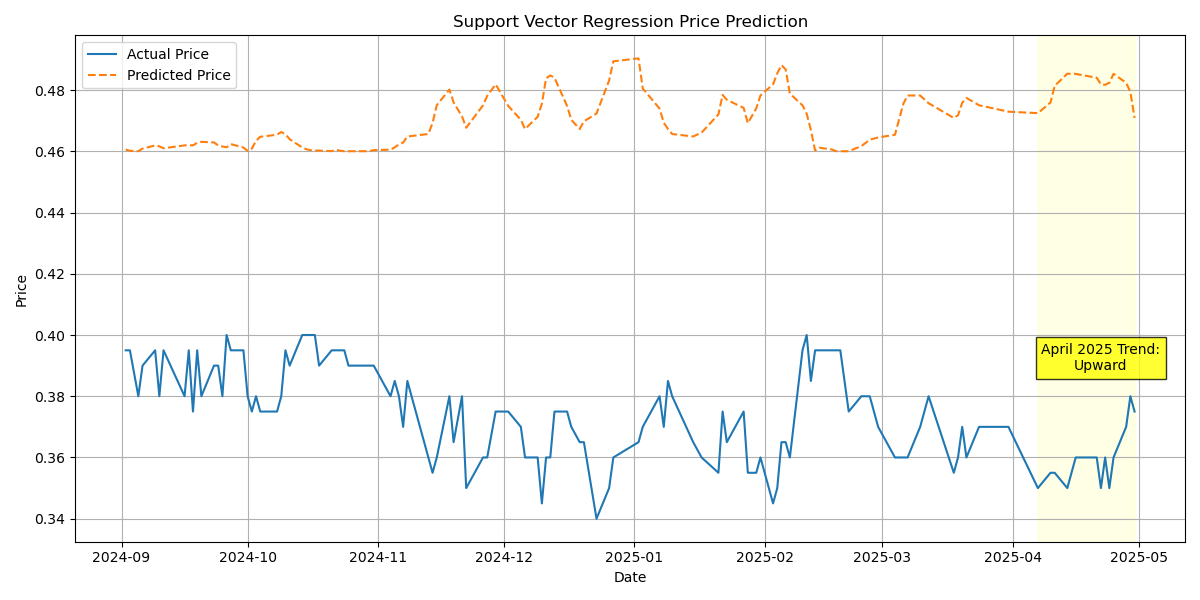 Support Vector Regression Price Prediction
Actual Price
Predicted Price
Price
0.48
0.46
0.44
0.42
0.40
0.38
0.36
0.34
April 2025 Trend:
Upward
2024-09 2024-10 2024-11 2024-12 2025-01 2025-02 2025-03 2025-04 2025-05
Date